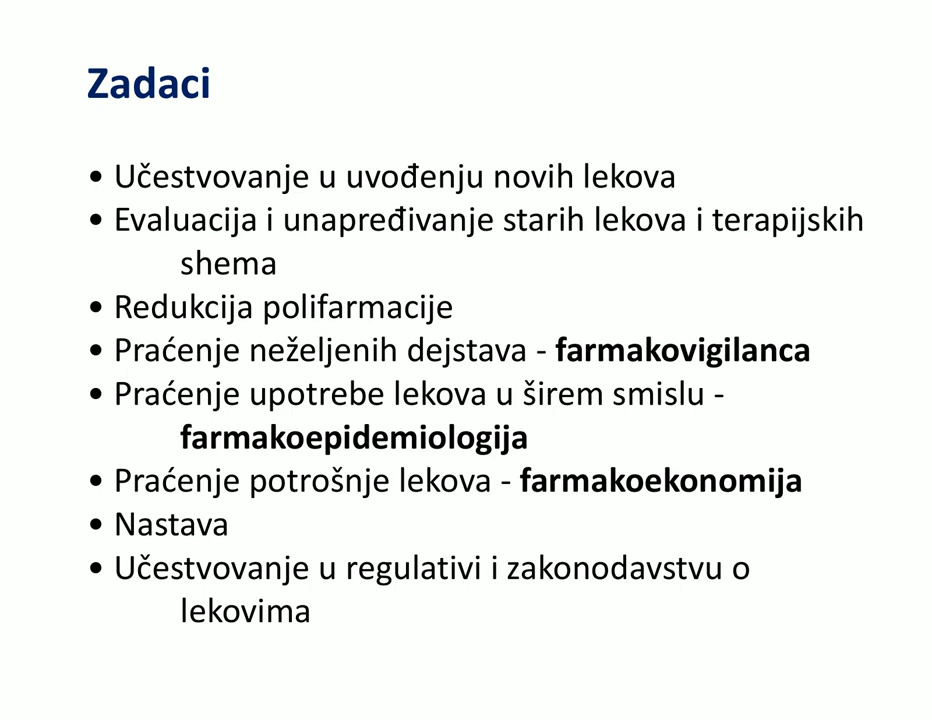 Zadaci
• Učestvovanje u uvođenju novih lekova
• Evaluacija i unapređivanje starih lekova i terapijskih
shema
• Redukcija polifarmacije
• Praćenje neželjenih dejstava - farmakovigilanca
• Praćenje upotrebe lekova u širem smislu -
farmakoepidemiologija
• Praćenje potrošnje lekova - farmakoekonomija
• Nastava
• Učestvovanje u regulativi i zakonodavstvu o
lekovima